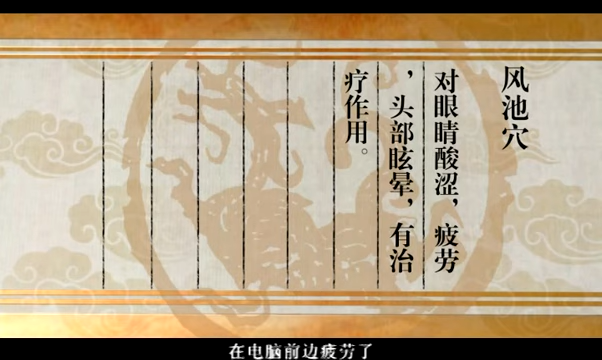 风池穴
对眼睛酸涩，疲劳
，头部眩晕，有治
疗作用。
在电脑前边疲劳了